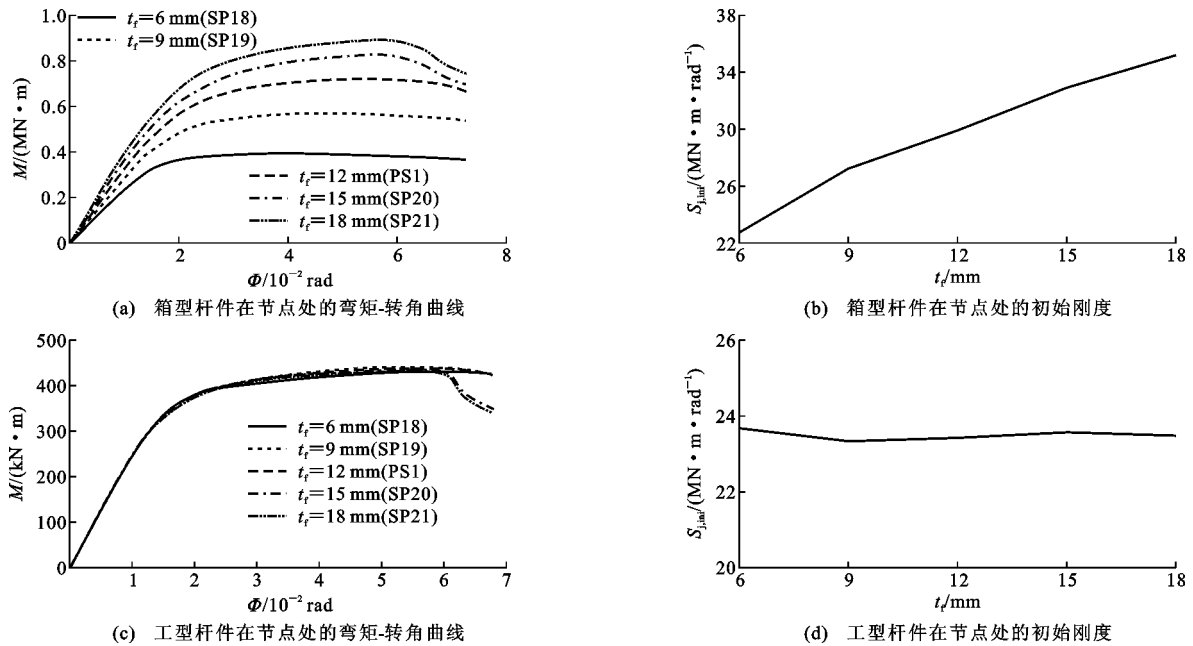 1.0
0.8
0.6
0.4
0.2
0
M/(MN・m)
t_f=6 mm(SP18)
t_f=9 mm(SP19)
t_f=12 mm(PS1)
t_f=15 mm(SP20)
t_f=18 mm(SP21)
2 4 6 8
Φ/10⁻² rad
(a) 箱型杆件在节点处的弯矩-转角曲线
38
34
30
26
22
S_j,ini/(MN・m・rad⁻¹)
6 9 12 15 18
t_f/mm
(b) 箱型杆件在节点处的初始刚度
500
400
300
200
100
0
M/(kN・m)
t_f=6 mm(SP18)
t_f=9 mm(SP19)
t_f=12 mm(PS1)
t_f=15 mm(SP20)
t_f=18 mm(SP21)
1 2 3 4 5 6 7
Φ/10⁻² rad
(c) 工型杆件在节点处的弯矩-转角曲线
26
24
22
20
S_j,ini/(MN・m・rad⁻¹)
6 9 12 15 18
t_f/mm
(d) 工型杆件在节点处的初始刚度